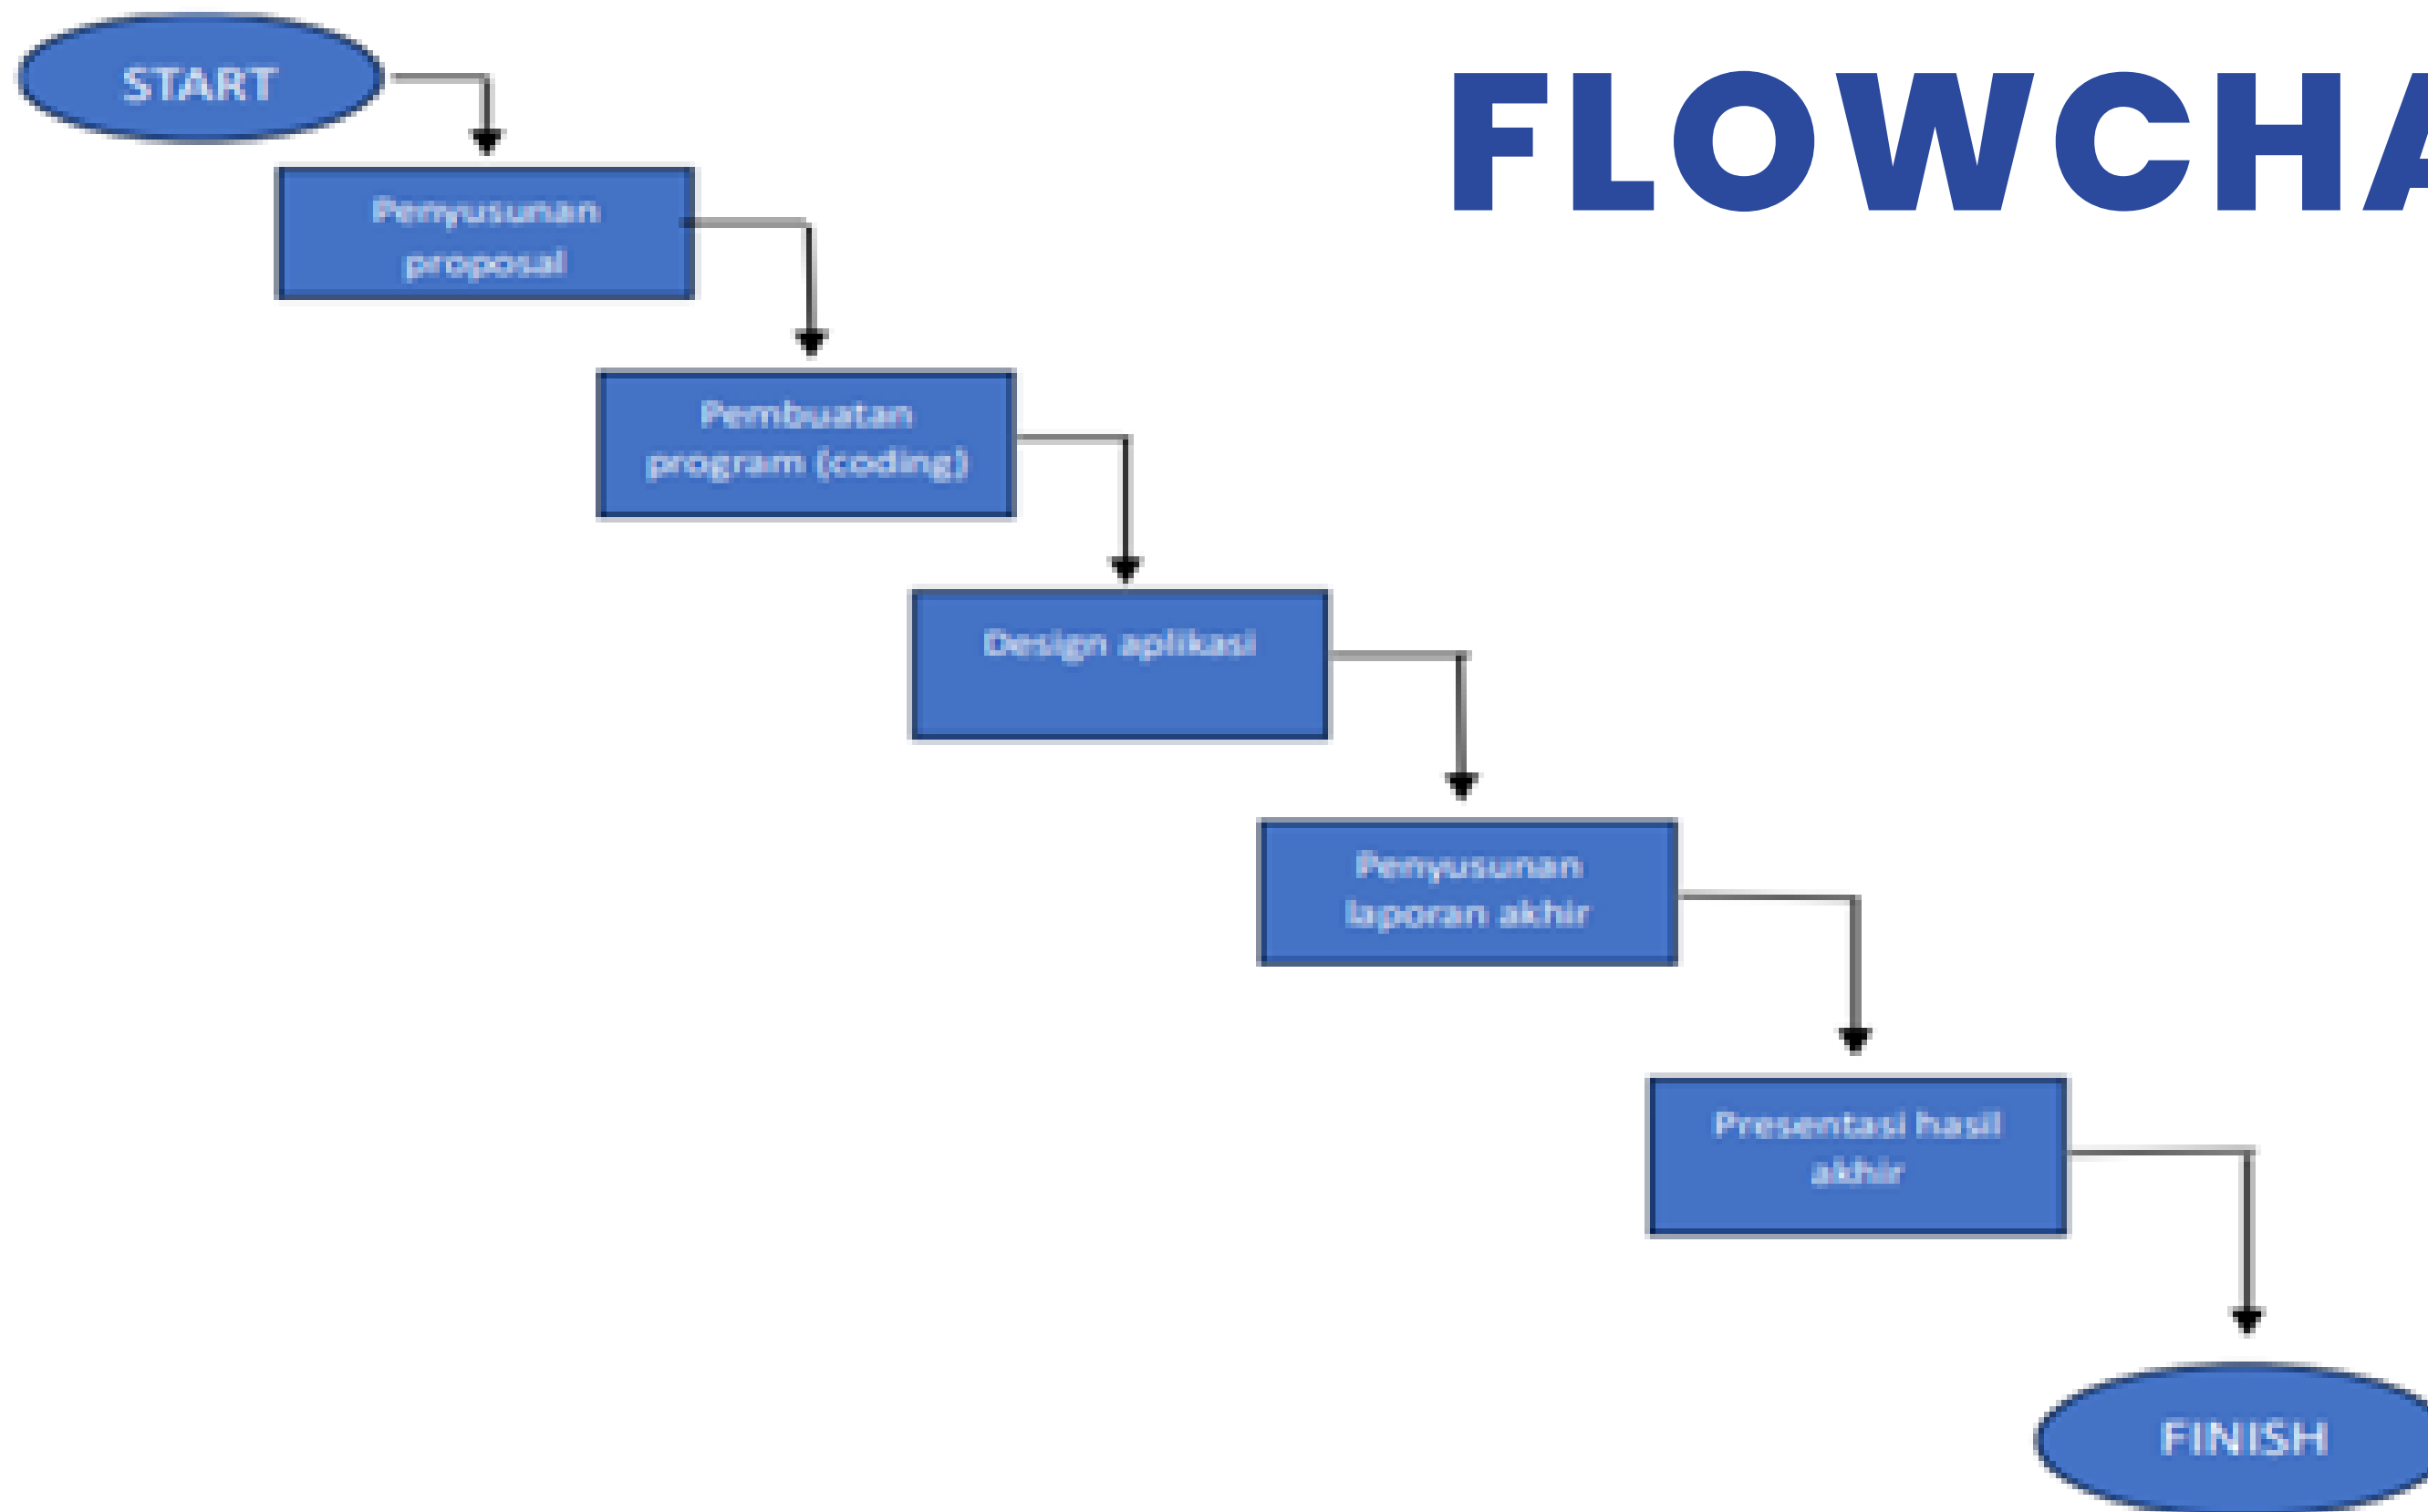 START
FLOWCHA
Penyusunan
proposal
Pembuatan
program (coding)
Design aplikasi
Penyusunan
laporan akhir
Presentasi hasil
akhir
FINISH